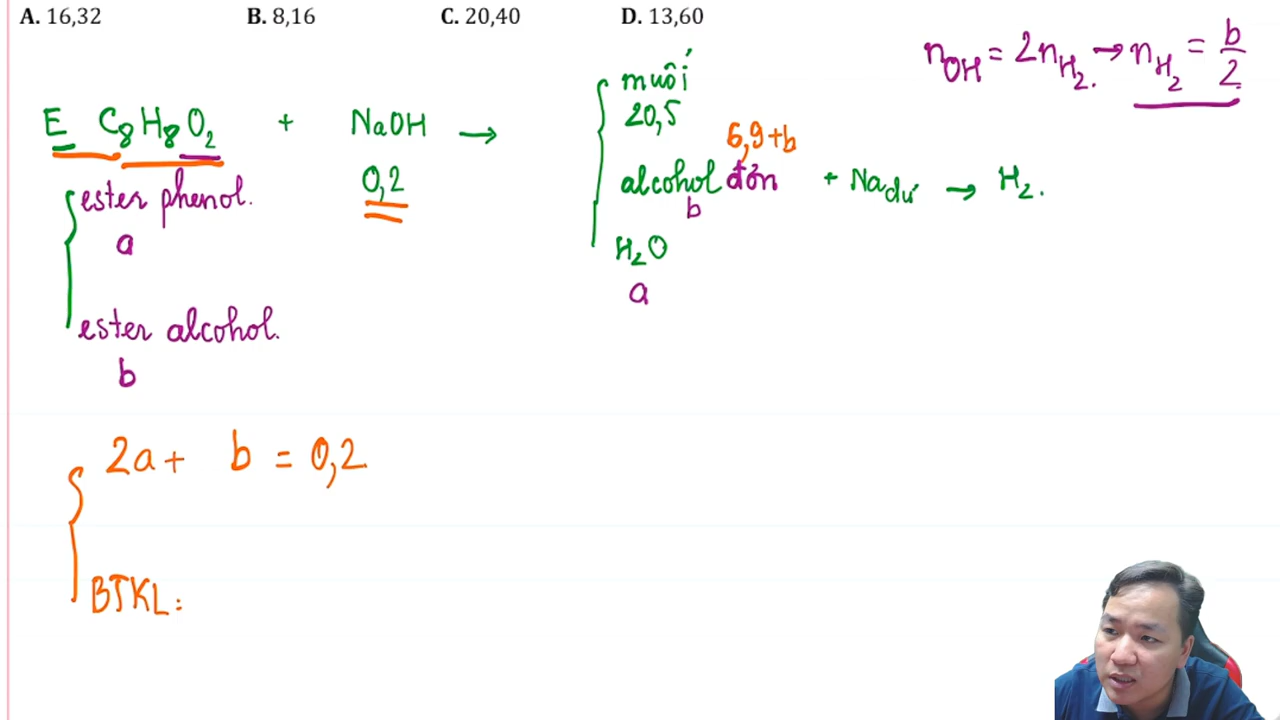 A. 16,32 B. 8,16 C. 20,40 D. 13,60
nOH = 2nH2. → nH2 = b/2
E C8H8O2 + NaOH →
0,2
muối
20,5
6,9+b
alcohol đơn + Na dư → H2.
b
H2O
a
ester phenol.
a
ester alcohol.
b
2a + b = 0,2
BTKL: